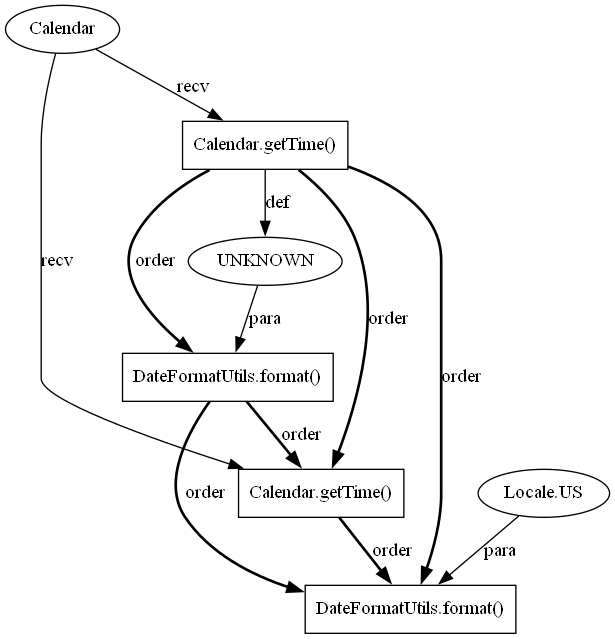 Calendar
recv
Calendar.getTime()
def
order
UNKNOWN
recv
para
order
order
DateFormatUtils.format()
order
order
order
Calendar.getTime()
Locale.US
order
para
DateFormatUtils.format()